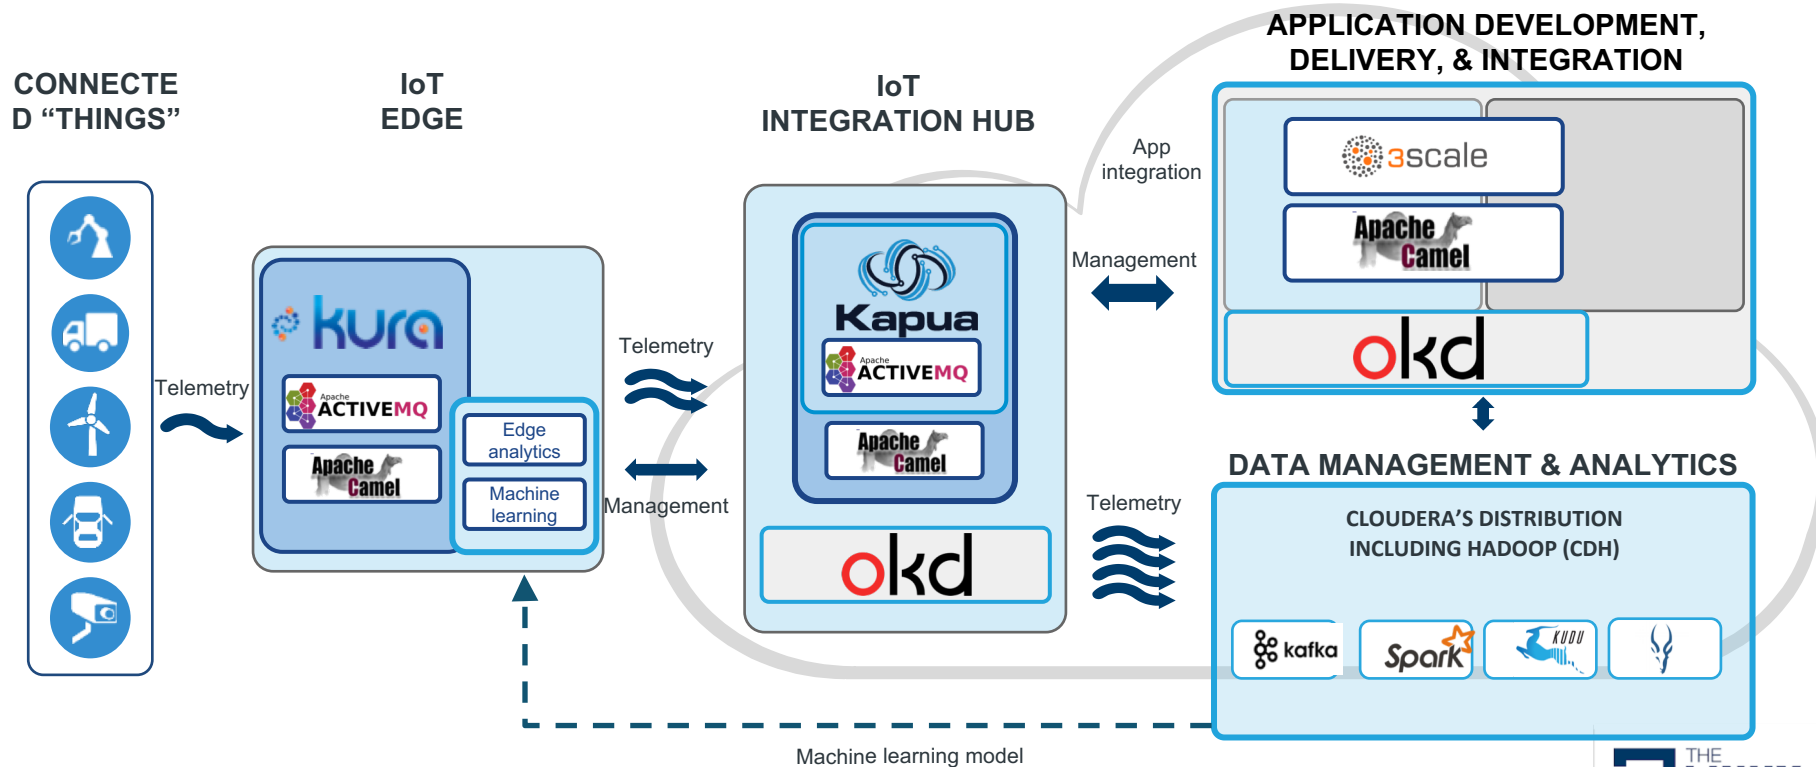 CONNECTE
D “THINGS”
IoT
EDGE
IoT
INTEGRATION HUB
APPLICATION DEVELOPMENT,
DELIVERY, & INTEGRATION
App
integration
3scale
Apache
Camel
Management
okd
Telemetry
kura
Apache
ACTIVEMQ
Apache
Camel
Edge
analytics
Machine
learning
Telemetry
Management
Kapua
Apache
ACTIVEMQ
Apache
Camel
okd
Telemetry
DATA MANAGEMENT & ANALYTICS
CLOUDERA’S DISTRIBUTION
INCLUDING HADOOP (CDH)
kafka
Spark
KUDU
Machine learning model
THE